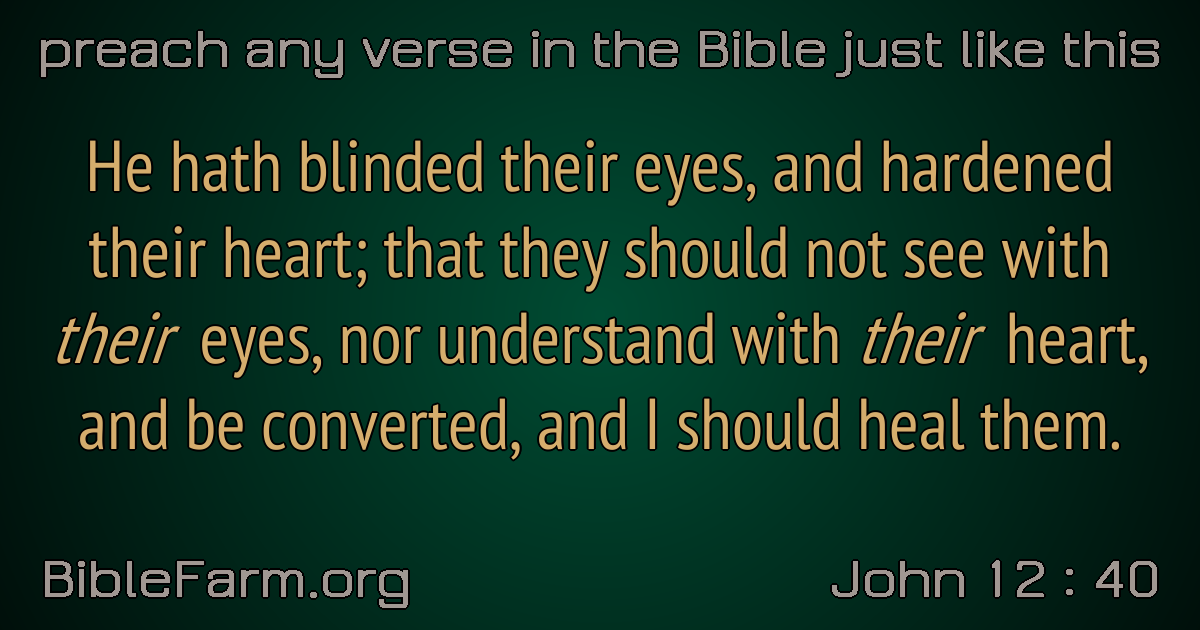 preach any verse in the Bible just like this
He hath blinded their eyes, and hardened
their heart; that they should not see with
their eyes, nor understand with their heart,
and be converted, and I should heal them.
BibleFarm.org
John 12 : 40